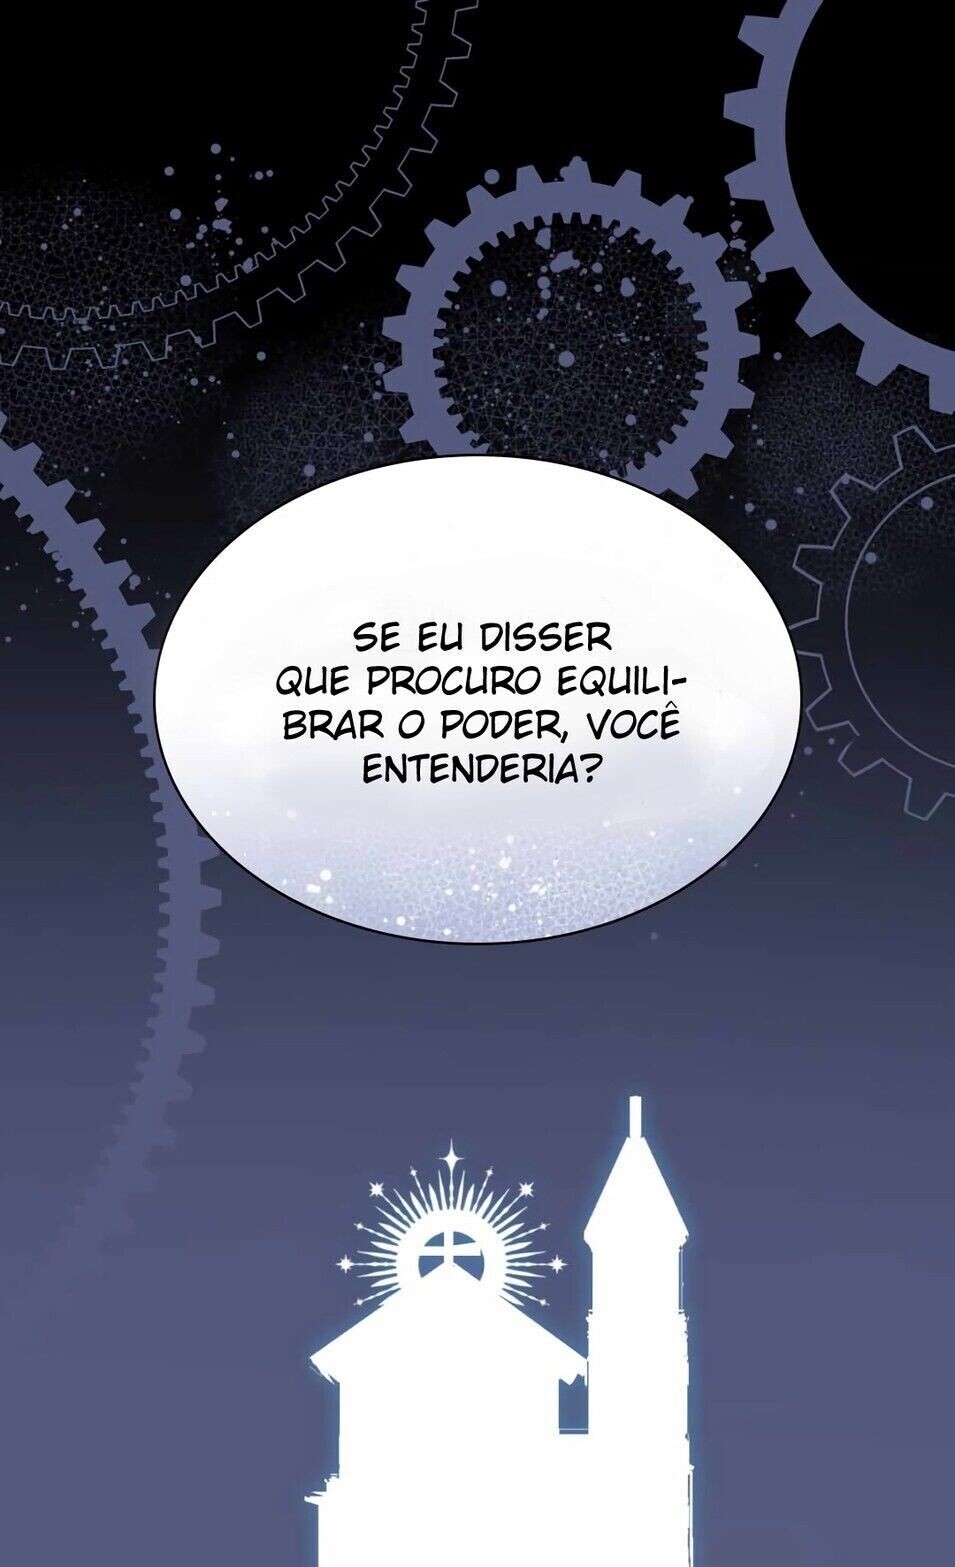 SE EU DISSER
QUE PROCURO EQUILI-
BRAR O PODER, VOCÊ
ENTENDERIA?